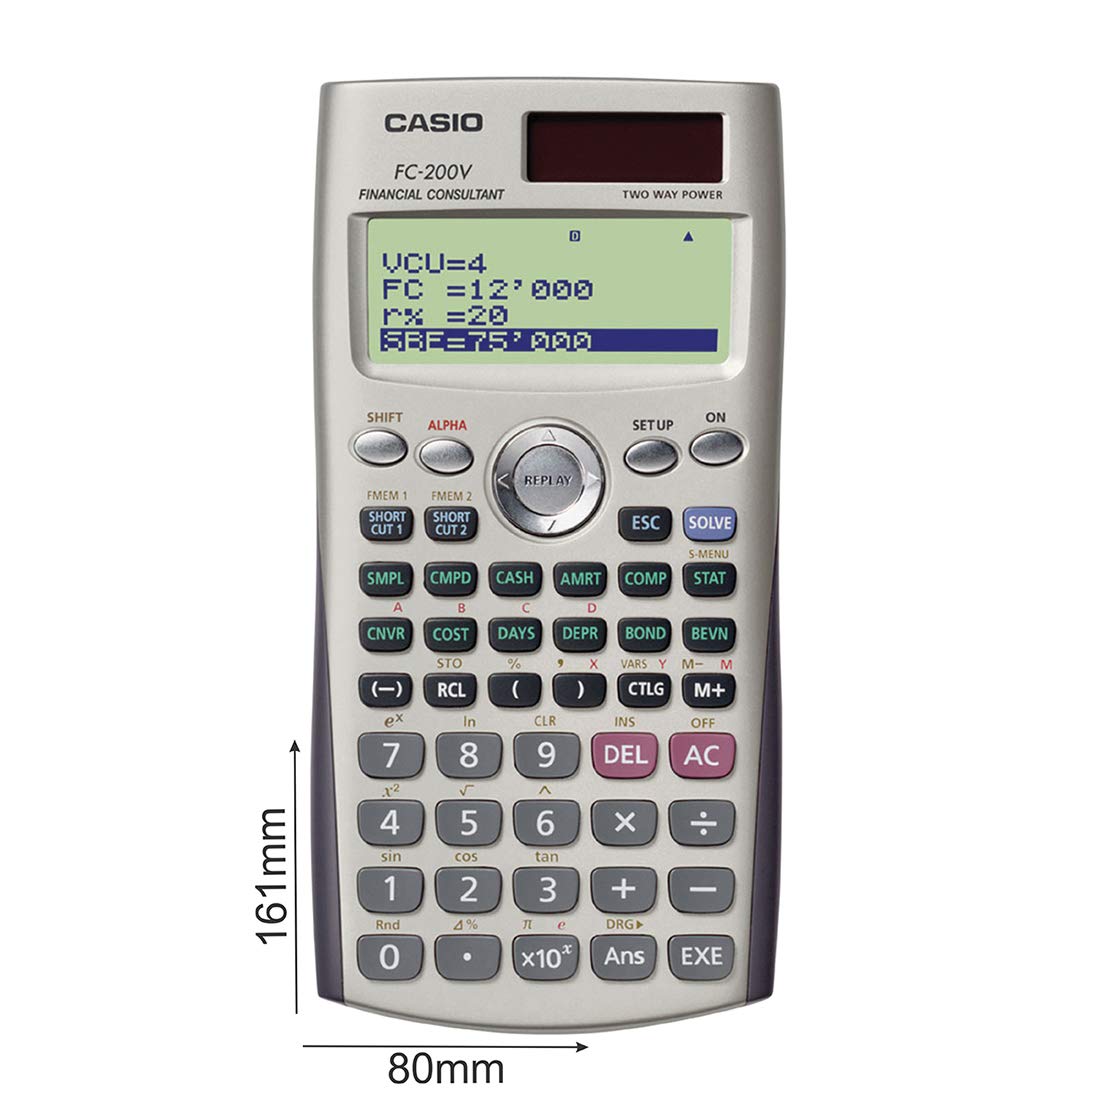 CASIO
FC-200V
FINANCIAL CONSULTANT
TWO WAY POWER
D ▲
VCU=4
FC =12’000
r% =20
SBE=75’000
SHIFT ALPHA SET UP ON
REPLAY
FMEM 1 FMEM 2
SHORT CUT 1 SHORT CUT 2 ESC SOLVE
S-MENU
SMPL CMPD CASH AMRT COMP STAT
A B C D
CNVR COST DAYS DEPR BOND BEVN
STO % , X VARS Y M− M
(−) RCL ( ) CTLG M+
eˣ ln CLR INS OFF
7 8 9 DEL AC
x² √ ^
4 5 6 × ÷
sin cos tan
1 2 3 + −
Rnd ⊿% π e DRG▶
0 · ×10ˣ Ans EXE
161mm
80mm